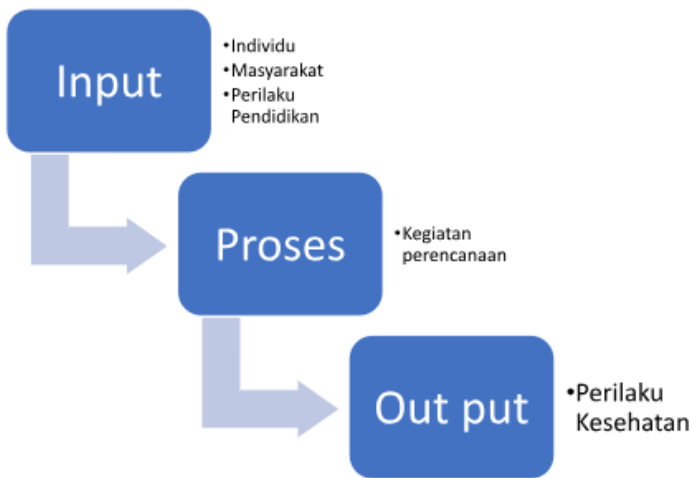 Input
•Individu
•Masyarakat
•Perilaku
Pendidikan
Proses
•Kegiatan
perencanaan
Out put
•Perilaku
Kesehatan